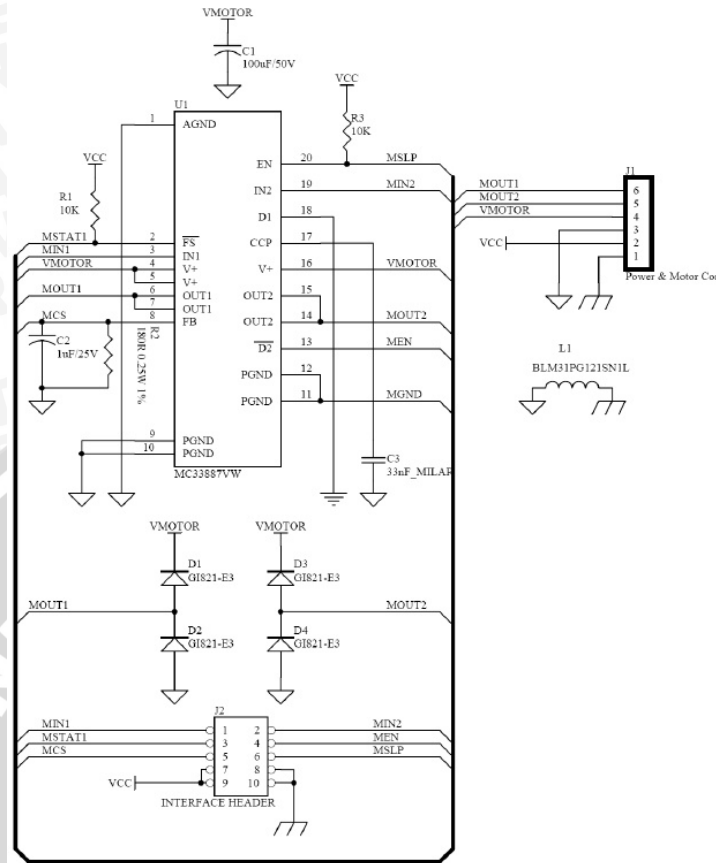 VMOTOR
C1
100uF/50V
VCC
R3
10K
U1
1 AGND
EN 20 MSLP
IN2 19 MIN2
D1 18
CCP 17
V+ 16 VMOTOR
OUT2 15
OUT2 14 MOUT2
D2 13 MEN
PGND 12
PGND 11 MGND
VCC
R1
10K
MSTAT1 2 FS
MIN1 3 IN1
VMOTOR 4 V+
5 V+
MOUT1 6 OUT1
7 OUT1
MCS 8 FB
C2
1uF/25V
R2
180R 0.25W 1%
9 PGND
10 PGND
MC33887VW
C3
33nF_MILAR
J1
MOUT1 6
MOUT2 5
VMOTOR 4
3
VCC 2
1
Power & Motor Co
L1
BLM31PG121SN1L
VMOTOR VMOTOR
D1
GI821-E3
D3
GI821-E3
MOUT1 MOUT2
D2
GI821-E3
D4
GI821-E3
J2
MIN1 1 2 MIN2
MSTAT1 3 4 MEN
MCS 5 6 MSLP
7 8
VCC 9 10
INTERFACE HEADER